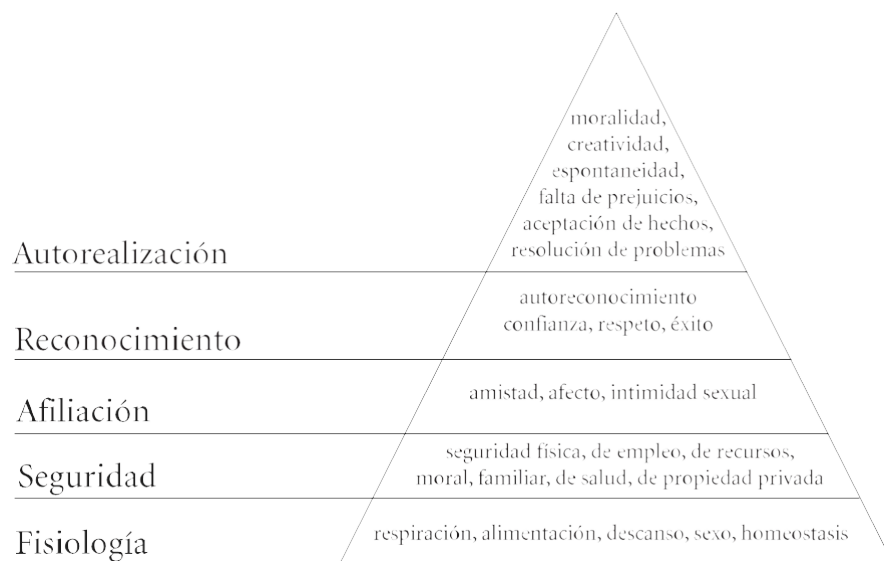 moralidad,
creatividad,
espontaneidad,
falta de prejuicios,
aceptación de hechos,
resolución de problemas
Autorealización
autoreconocimiento
confianza, respeto, éxito
Reconocimiento
amistad, afecto, intimidad sexual
Afiliación
seguridad física, de empleo, de recursos,
moral, familiar, de salud, de propiedad privada
Seguridad
respiración, alimentación, descanso, sexo, homeostasis
Fisiología